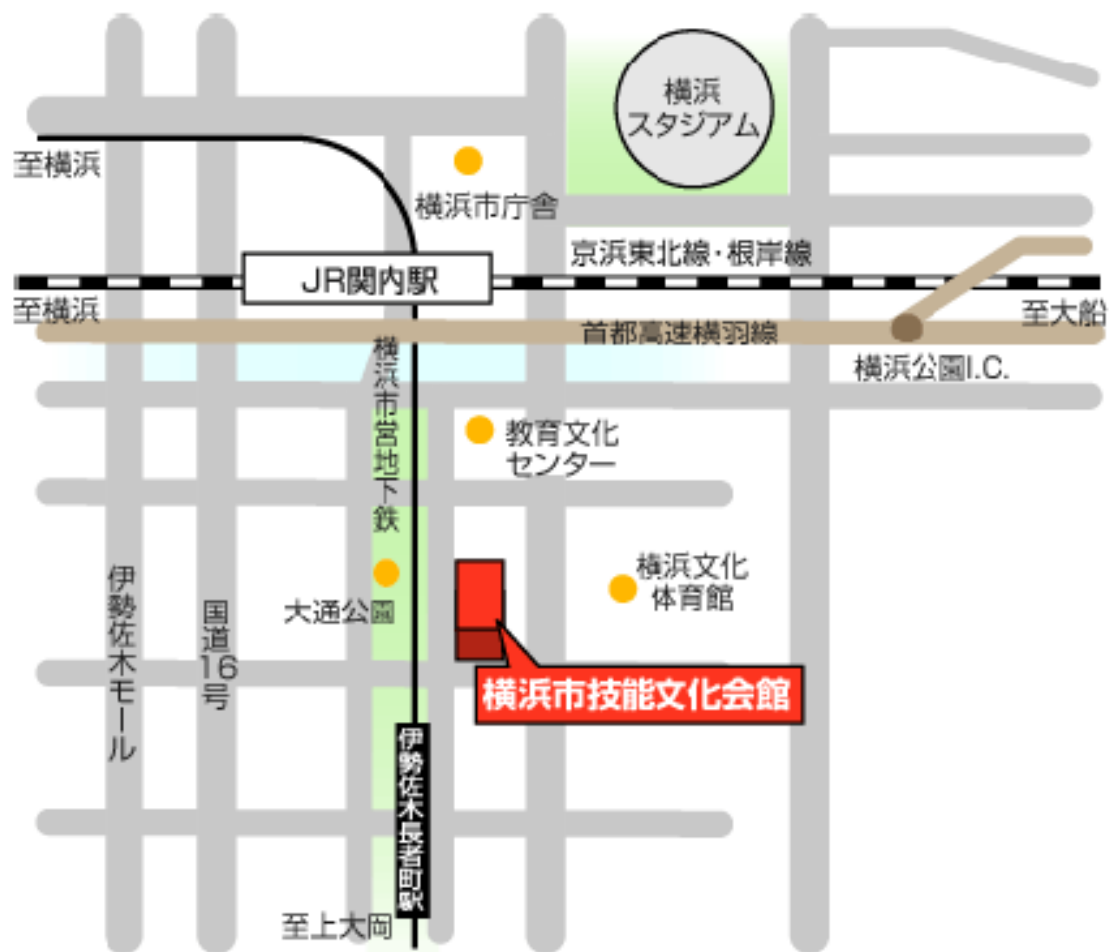 横浜
スタジアム
至横浜
横浜市庁舎
京浜東北線・根岸線
JR関内駅
至横浜
至大船
首都高速横羽線
横浜公園I.C.
横浜市営地下鉄
教育文化
センター
横浜文化
体育館
大通公園
伊勢佐木モール
国道16号
横浜市技能文化会館
伊勢佐木長者町駅
至上大岡